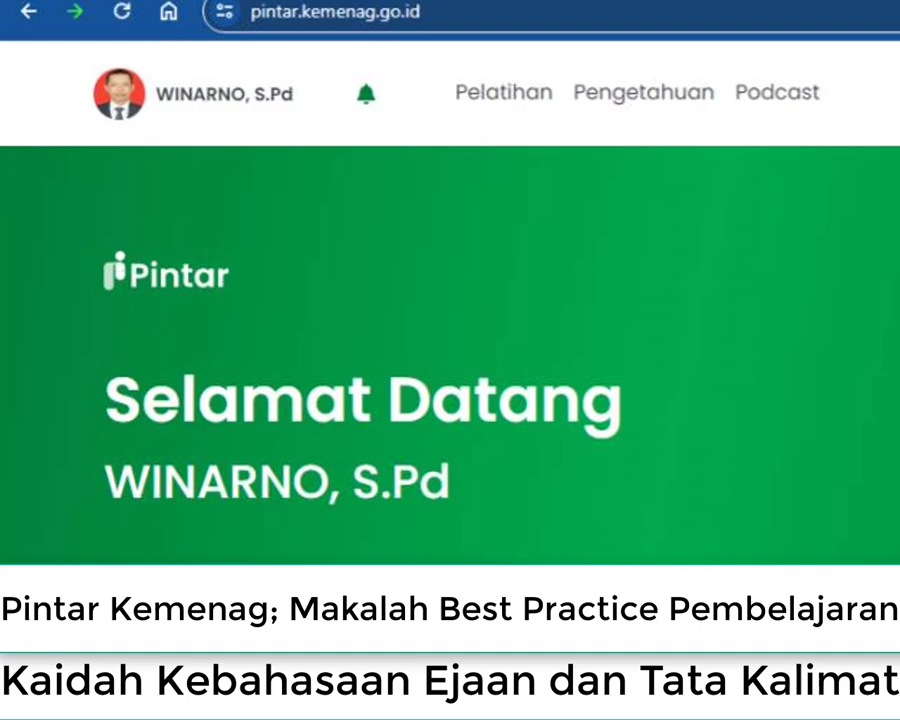 pintar.kemenag.go.id
WINARNO, S.Pd
Pelatihan Pengetahuan Podcast
Pintar
Selamat Datang
WINARNO, S.Pd
Pintar Kemenag; Makalah Best Practice Pembelajaran
Kaidah Kebahasaan Ejaan dan Tata Kalimat